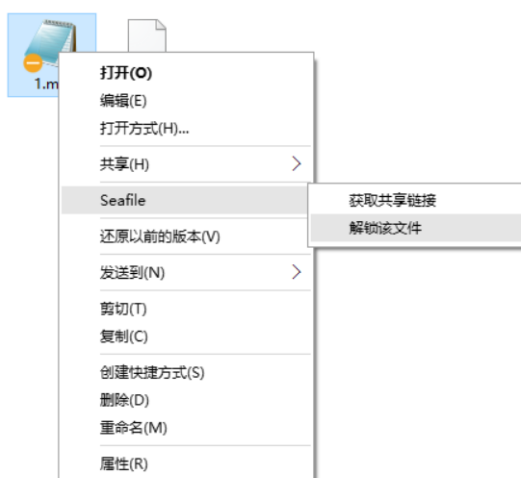 1.m
打开(O)
编辑(E)
打开方式(H)...
共享(H)
Seafile
获取共享链接
解锁该文件
还原以前的版本(V)
发送到(N)
剪切(T)
复制(C)
创建快捷方式(S)
删除(D)
重命名(M)
属性(R)